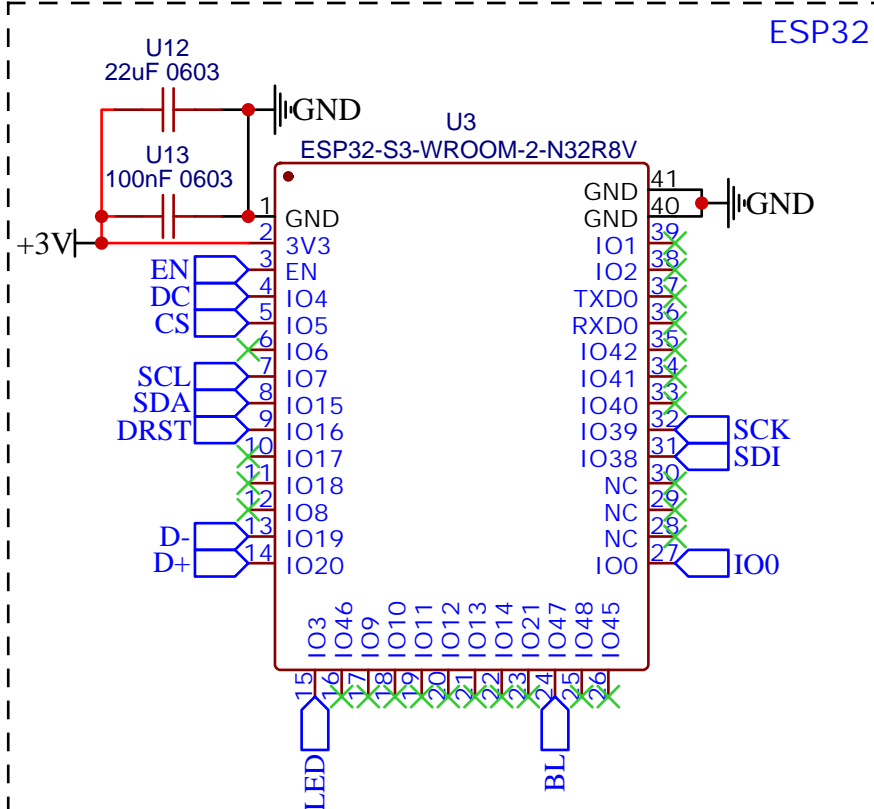 ESP32
U12
22uF 0603
GND
U13
100nF 0603
+3V
U3
ESP32-S3-WROOM-2-N32R8V
1 GND
2 3V3
EN 3 EN
DC 4 IO4
CS 5 IO5
6 IO6
SCL 7 IO7
SDA 8 IO15
DRST 9 IO16
10 IO17
11 IO18
12 IO8
D- 13 IO19
D+ 14 IO20
GND 41
GND 40 GND
IO1 39
IO2 38
TXD0 37
RXD0 36
IO42 35
IO41 34
IO40 33
IO39 32 SCK
IO38 31 SDI
NC 30
NC 29
NC 28
IO0 27 IO0
IO3 15 LED
IO46 16
IO9 17
IO10 18
IO11 19
IO12 20
IO13 21
IO14 22
IO21 23
IO47 24 BL
IO48 25
IO45 26